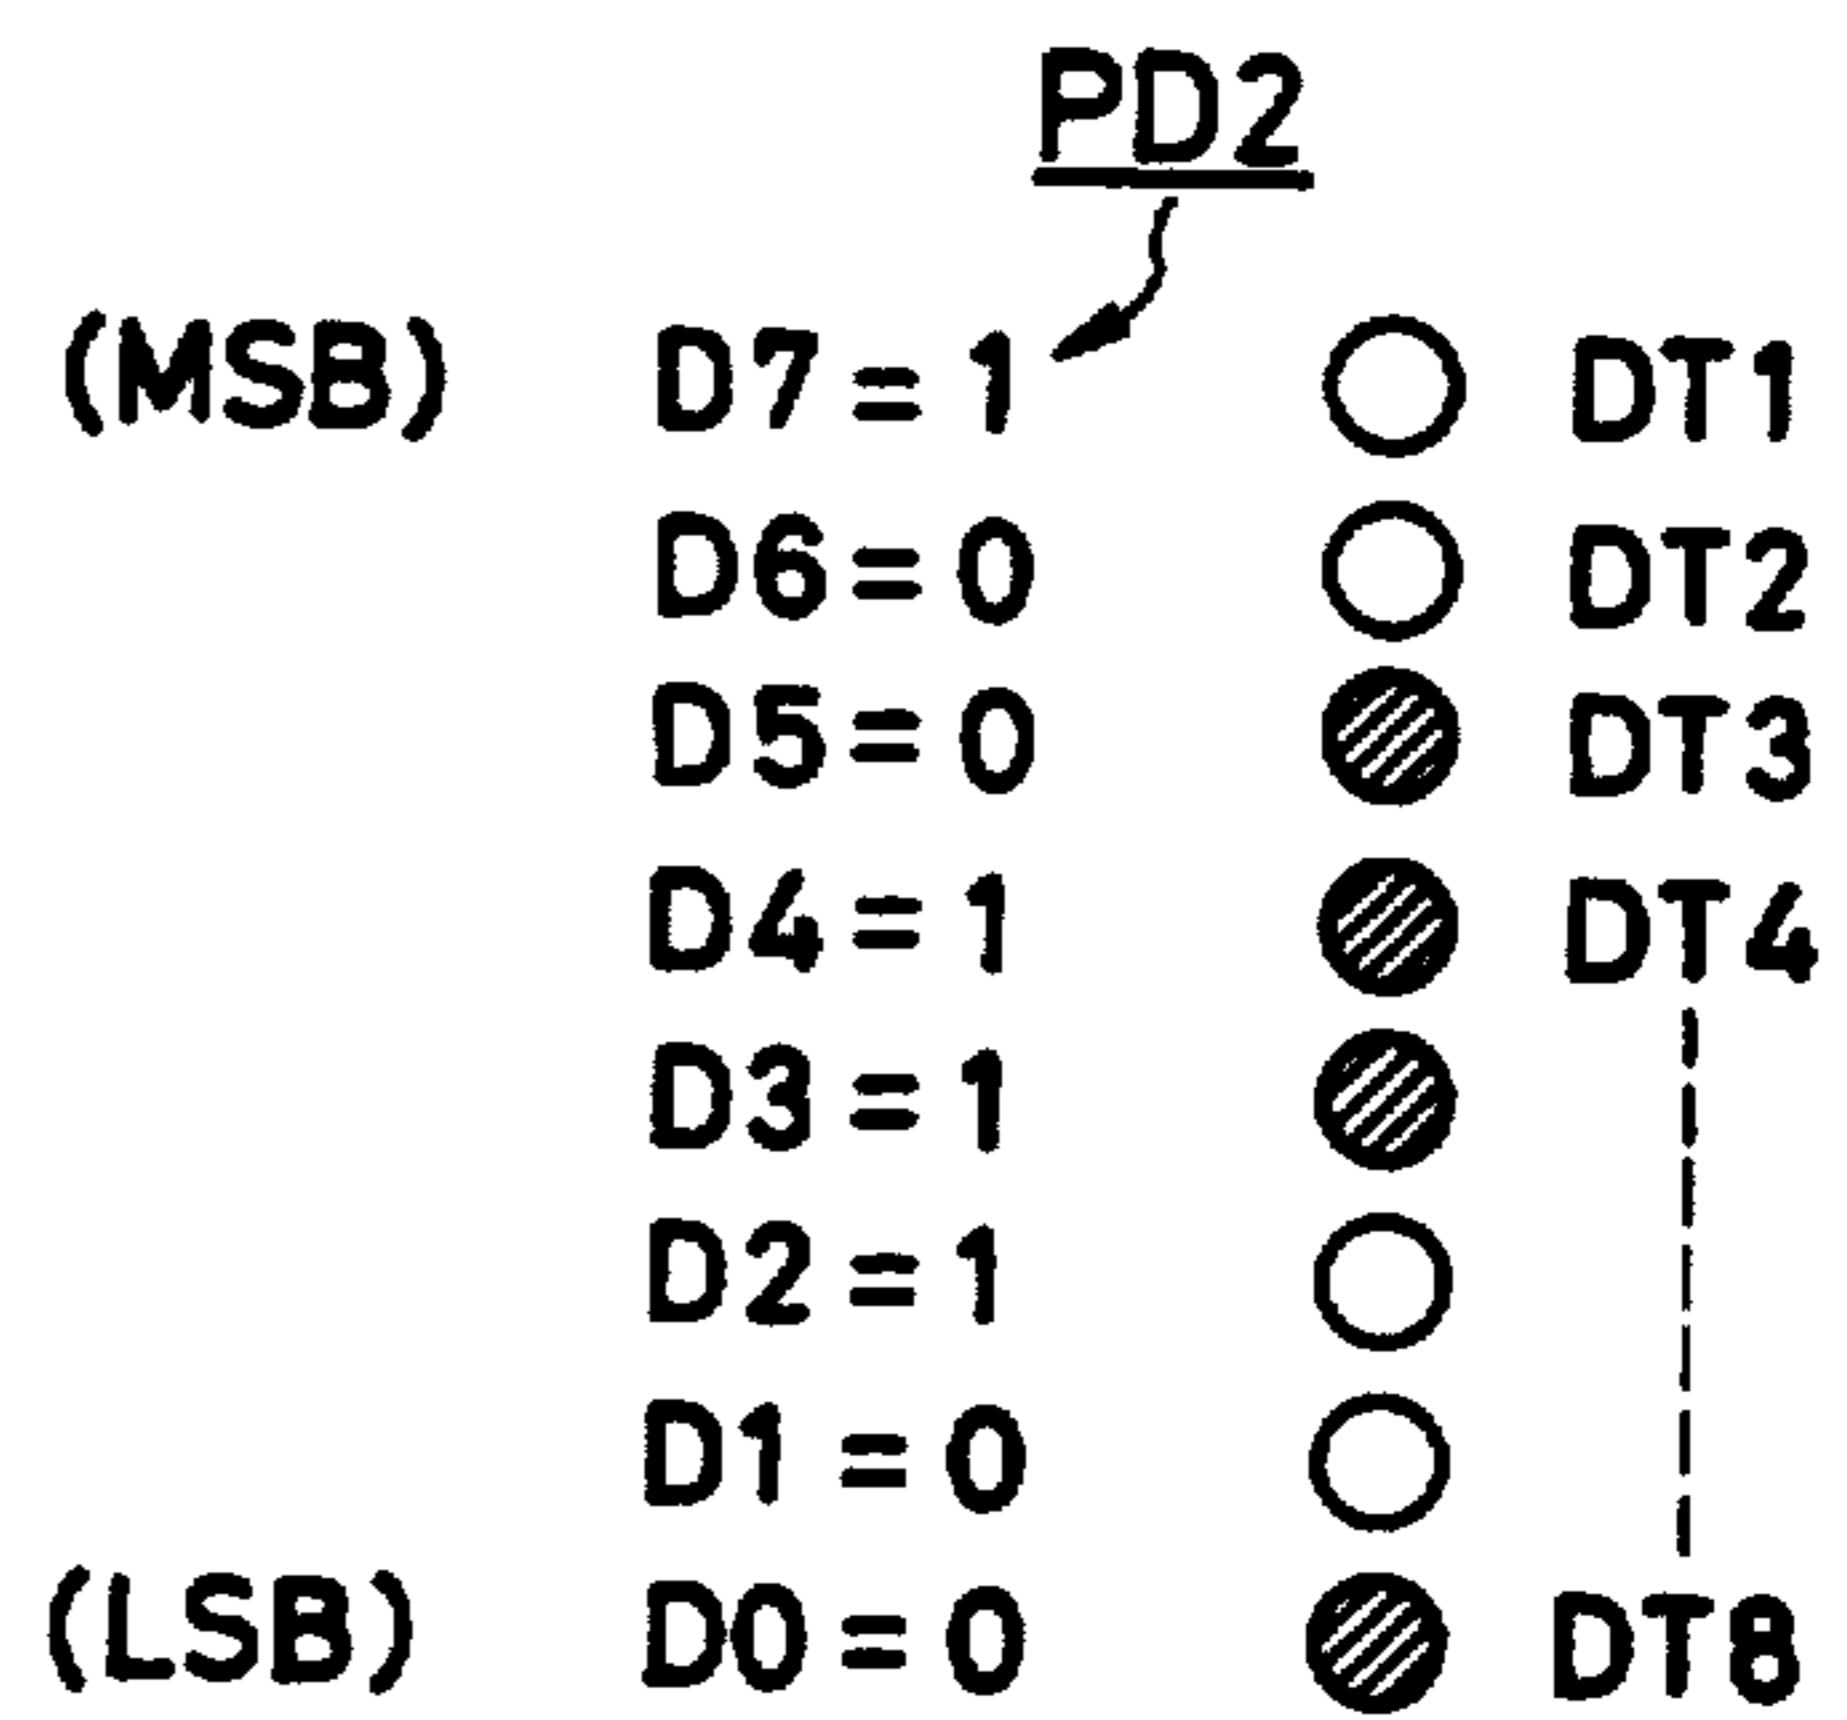 PD2
(MSB) D7=1 DT1
D6=0 DT2
D5=0 DT3
D4=1 DT4
D3=1
D2=1
D1=0
(LSB) D0=0 DT8